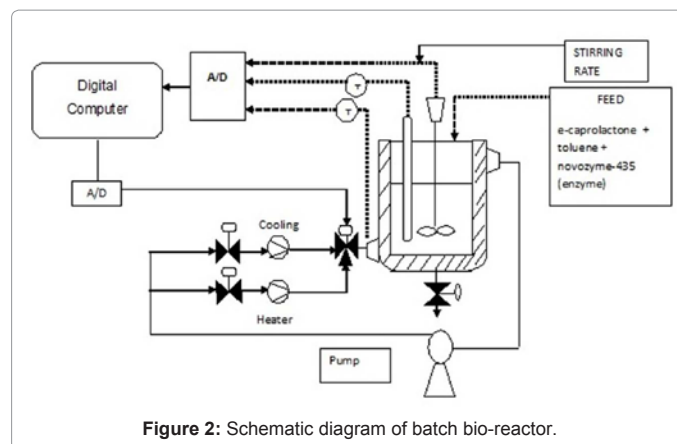 STIRRING
RATE
A/D
Digital
Computer
T
T
FEED
e-caprolactone +
toluene +
novozyme-435
(enzyme)
A/D
Cooling
Heater
Pump
Figure 2: Schematic diagram of batch bio-reactor.